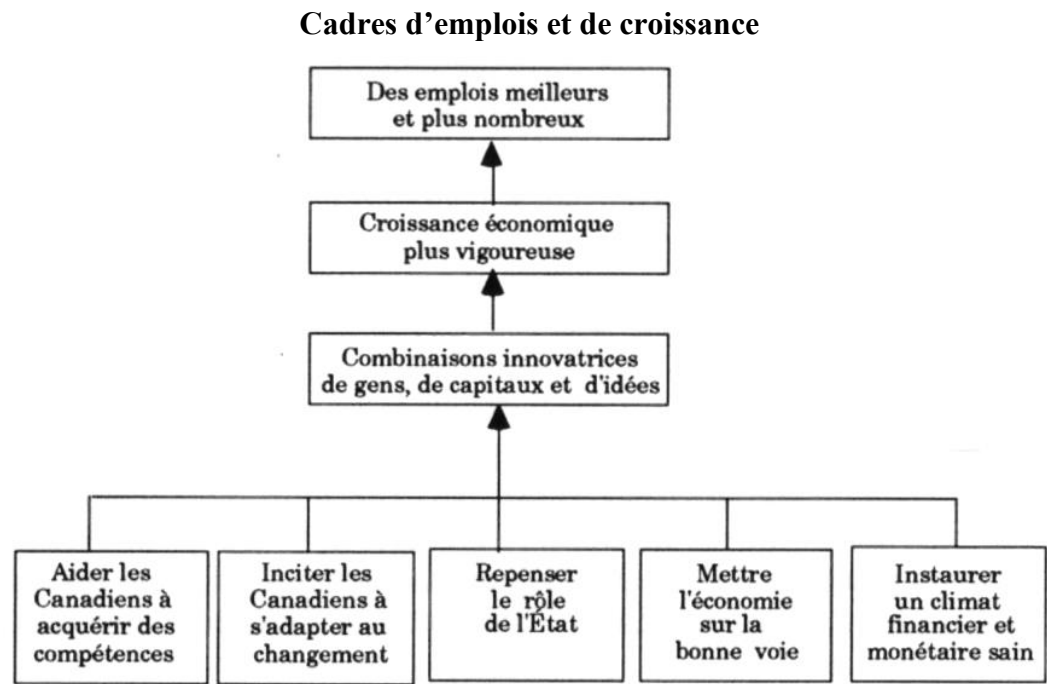 Cadres d’emplois et de croissance
Des emplois meilleurs
et plus nombreux
Croissance économique
plus vigoureuse
Combinaisons innovatrices
de gens, de capitaux et d'idées
Aider les
Canadiens à
acquérir des
compétences
Inciter les
Canadiens à
s'adapter au
changement
Repenser
le rôle
de l'État
Mettre
l'économie
sur la
bonne voie
Instaurer
un climat
financier et
monétaire sain